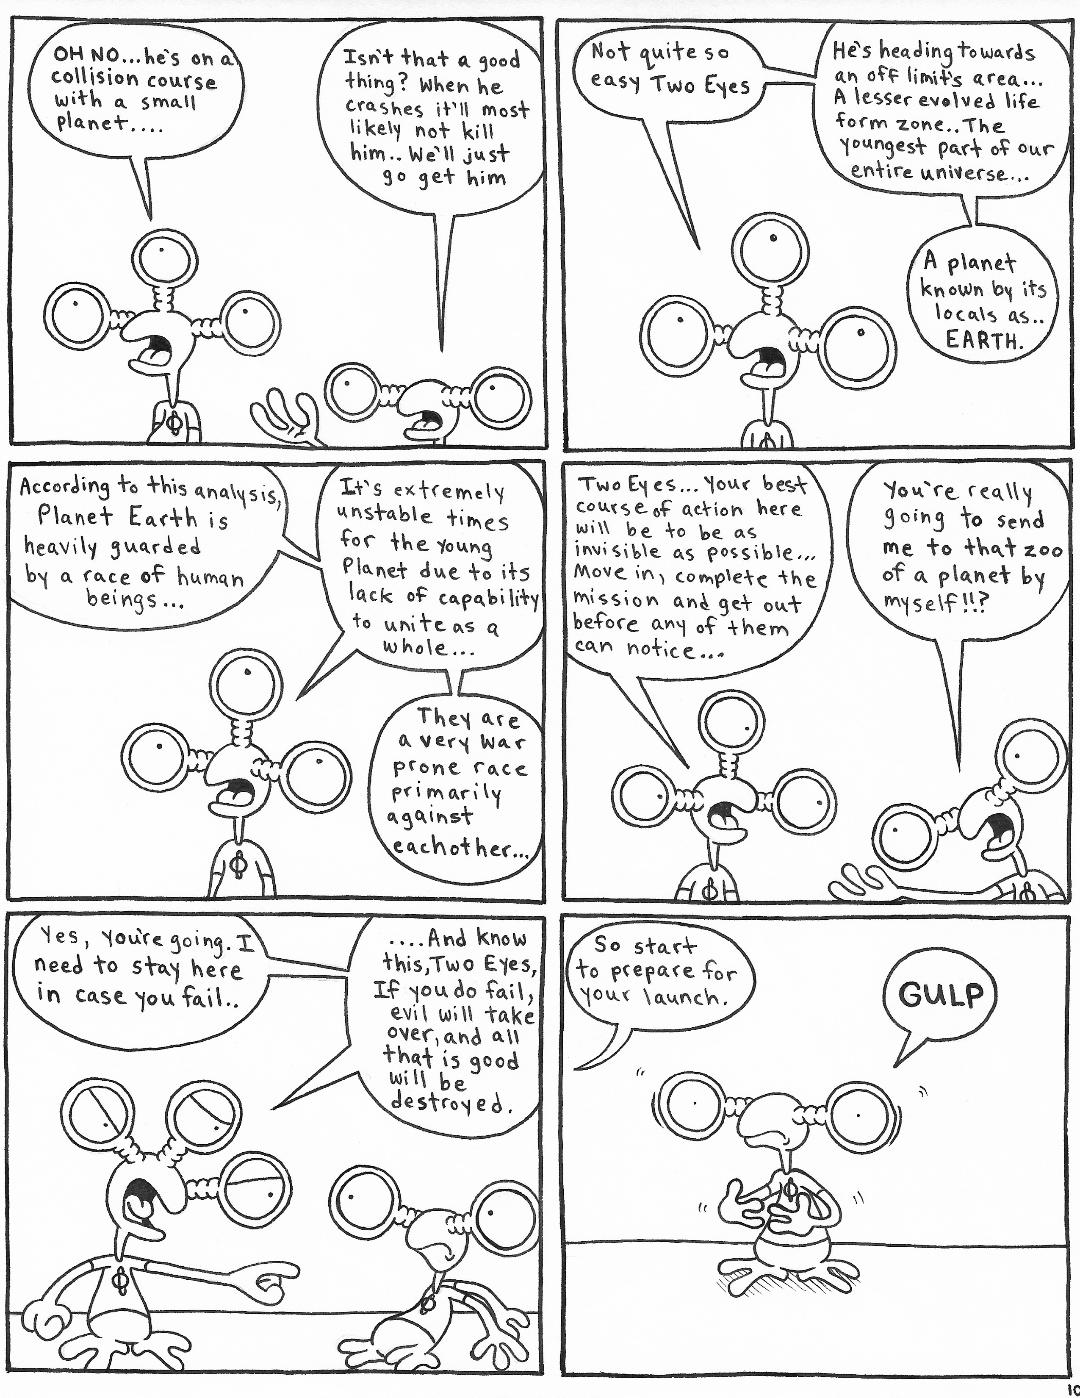 OH NO...he's on a
collision course
with a small
planet....
Isn't that a good
thing? When he
crashes it'll most
likely not kill
him.. We'll just
go get him
Not quite so
easy Two Eyes
He's heading towards
an off limit's area...
A lesser evolved life
form zone..The
youngest part of our
entire universe...
A planet
known by its
locals as..
EARTH.
According to this analysis,
Planet Earth is
heavily guarded
by a race of human
beings...
It's extremely
unstable times
for the young
Planet due to its
lack of capability
to unite as a
whole...
They are
a very war
prone race
primarily
against
eachother...
Two Eyes... Your best
course of action here
will be to be as
invisible as possible...
Move in, complete the
mission and get out
before any of them
can notice...
You're really
going to send
me to that zoo
of a planet by
myself!!?
Yes, you're going. I
need to stay here
in case you fail..
....And know
this, Two Eyes,
If you do fail,
evil will take
over, and all
that is good
will be
destroyed.
So start
to prepare for
your launch.
GULP